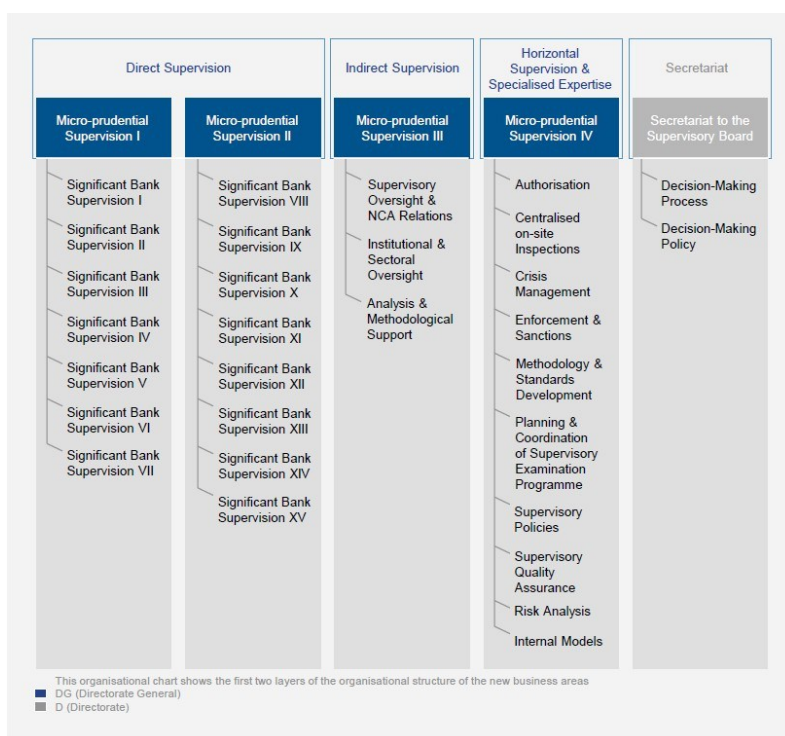 Direct Supervision
Indirect Supervision
Horizontal
Supervision &
Specialised Expertise
Secretariat
Micro-prudential
Supervision I
Micro-prudential
Supervision II
Micro-prudential
Supervision III
Micro-prudential
Supervision IV
Secretariat to the
Supervisory Board
Significant Bank
Supervision I
Significant Bank
Supervision II
Significant Bank
Supervision III
Significant Bank
Supervision IV
Significant Bank
Supervision V
Significant Bank
Supervision VI
Significant Bank
Supervision VII
Significant Bank
Supervision VIII
Significant Bank
Supervision IX
Significant Bank
Supervision X
Significant Bank
Supervision XI
Significant Bank
Supervision XII
Significant Bank
Supervision XIII
Significant Bank
Supervision XIV
Significant Bank
Supervision XV
Supervisory
Oversight &
NCA Relations
Institutional &
Sectoral
Oversight
Analysis &
Methodological
Support
Authorisation
Centralised
on-site
Inspections
Crisis
Management
Enforcement &
Sanctions
Methodology &
Standards
Development
Planning &
Coordination
of Supervisory
Examination
Programme
Supervisory
Policies
Supervisory
Quality
Assurance
Risk Analysis
Internal Models
Decision-Making
Process
Decision-Making
Policy
This organisational chart shows the first two layers of the organisational structure of the new business areas
DG (Directorate General)
D (Directorate)